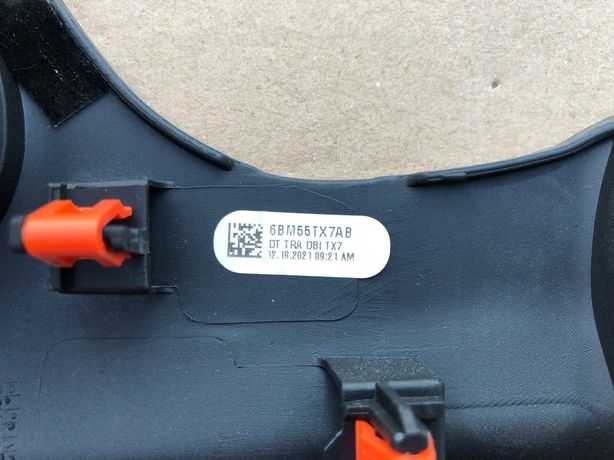 6BM55TX7AB
DT TRA DBI TX7
12.19.2021 09:21 AM